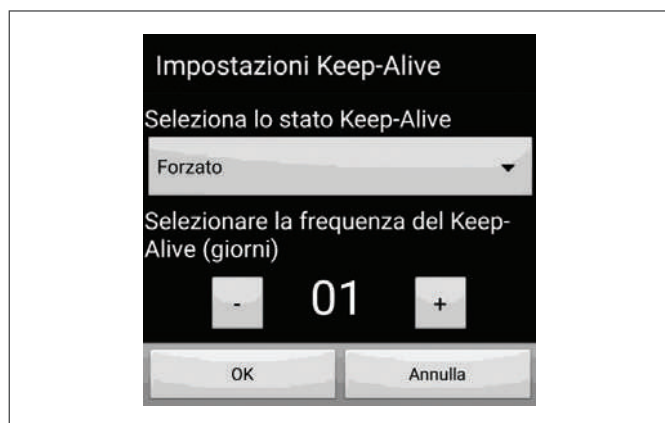 Impostazioni Keep-Alive
Seleziona lo stato Keep-Alive
Forzato
Selezionare la frequenza del Keep-
Alive (giorni)
- 01 +
OK Annulla